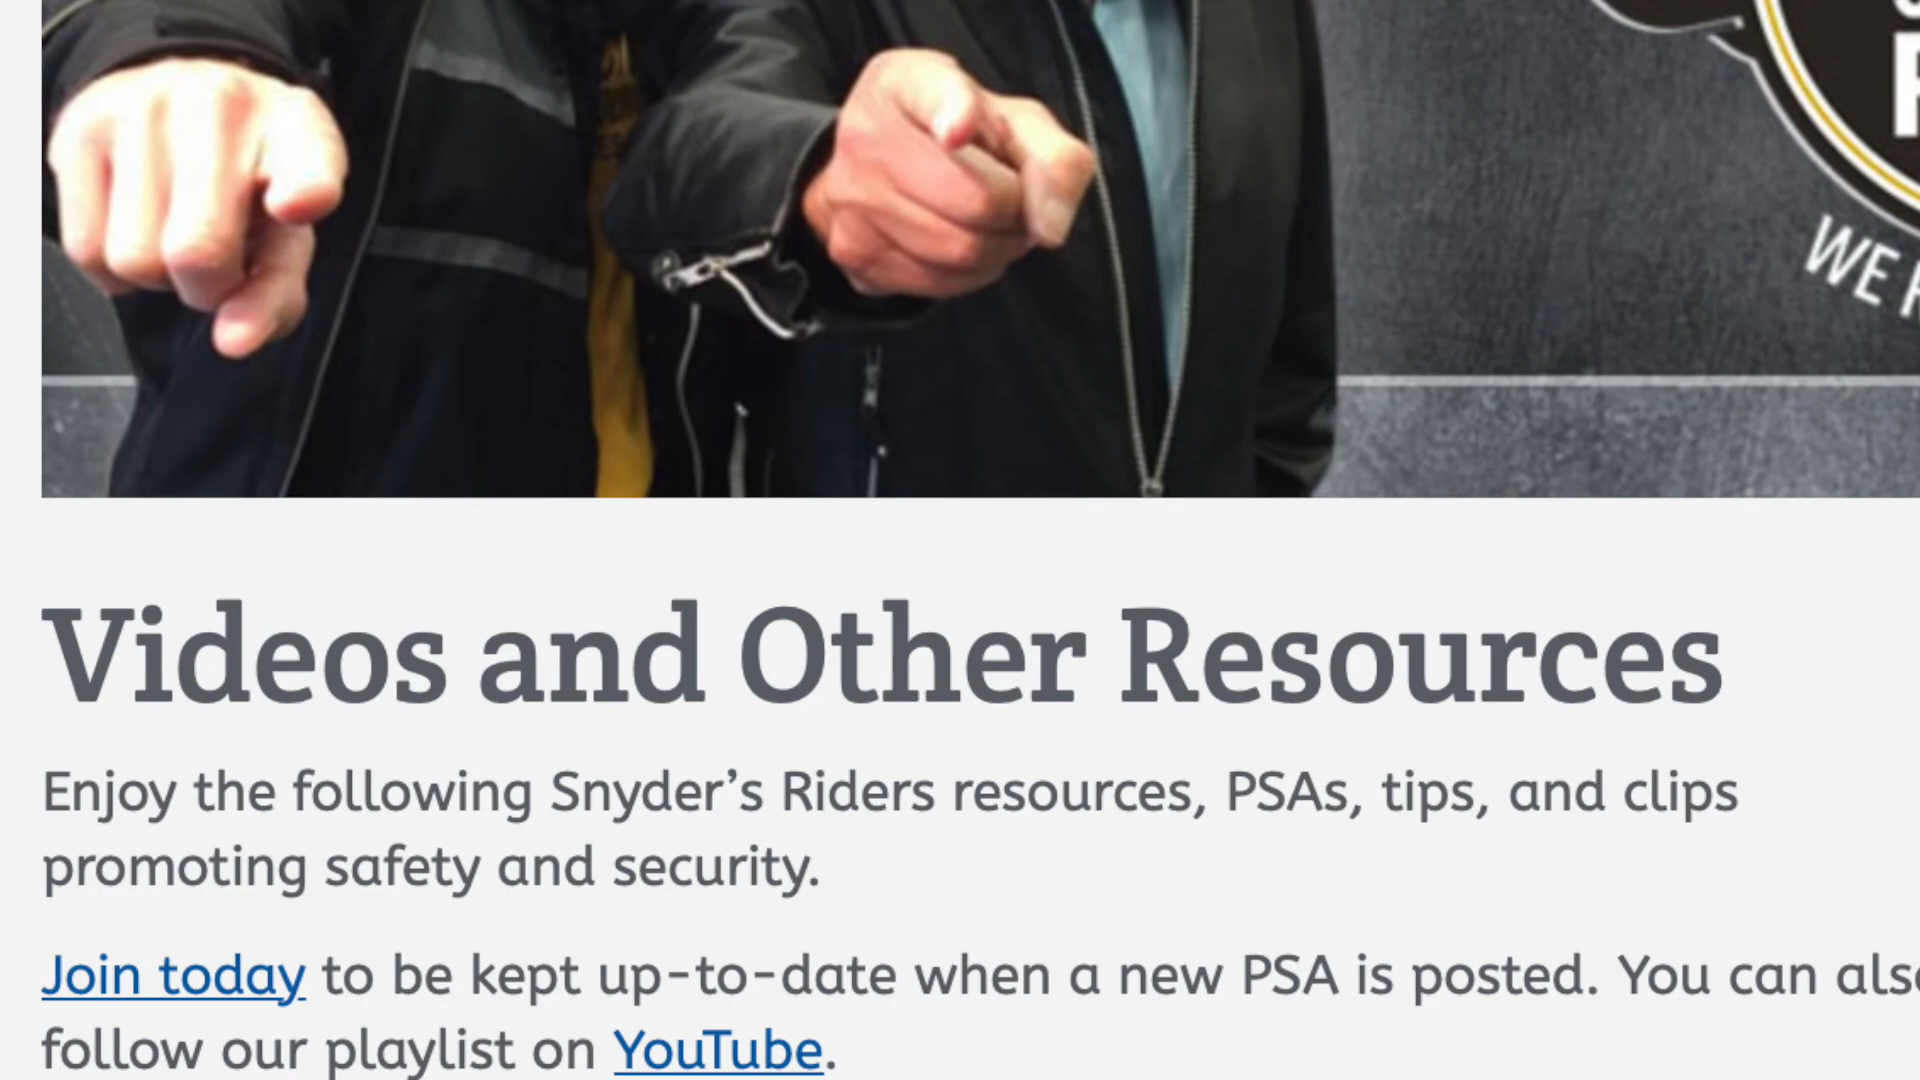 WE
Videos and Other Resources
Enjoy the following Snyder’s Riders resources, PSAs, tips, and clips
promoting safety and security.
Join today to be kept up-to-date when a new PSA is posted. You can also
follow our playlist on YouTube.